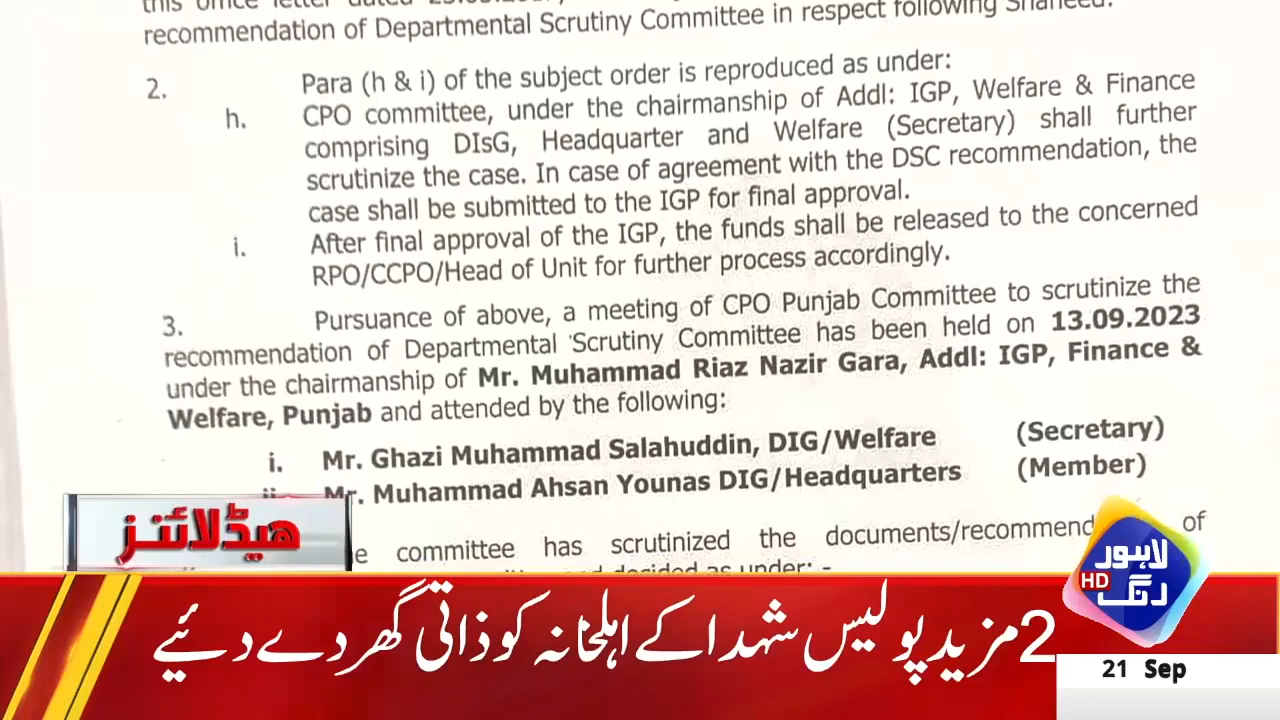 recommendation of Departmental Scrutiny Committee in respect following Shaheed.
2. Para (h & i) of the subject order is reproduced as under:
h. CPO committee, under the chairmanship of Addl: IGP, Welfare & Finance
comprising DIsG, Headquarter and Welfare (Secretary) shall further
scrutinize the case. In case of agreement with the DSC recommendation, the
case shall be submitted to the IGP for final approval.
i. After final approval of the IGP, the funds shall be released to the concerned
RPO/CCPO/Head of Unit for further process accordingly.
3. Pursuance of above, a meeting of CPO Punjab Committee to scrutinize the
recommendation of Departmental Scrutiny Committee has been held on 13.09.2023
under the chairmanship of Mr. Muhammad Riaz Nazir Gara, Addl: IGP, Finance &
Welfare, Punjab and attended by the following:
i. Mr. Ghazi Muhammad Salahuddin, DIG/Welfare (Secretary)
Mr. Muhammad Ahsan Younas DIG/Headquarters (Member)
committee has scrutinized the documents/recommend of
decided as under: -
ہیڈلائنز
لاہور
HD رنگ
2 مزید پولیس شہدا کے اہلخانہ کو ذاتی گھر دے دئیے
21 Sep